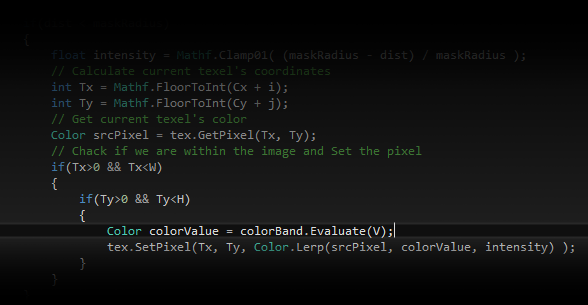 {
float intensity = Mathf.Clamp01( (maskRadius - dist) / maskRadius );
// Calculate current texel's coordinates
int Tx = Mathf.FloorToInt(Cx + i);
int Ty = Mathf.FloorToInt(Cy + j);
// Get current texel's color
Color srcPixel = tex.GetPixel(Tx, Ty);
// Chack if we are within the image and Set the pixel
if(Tx>0 && Tx<W)
{
if(Ty>0 && Ty<H)
{
Color colorValue = colorBand.Evaluate(V);
tex.SetPixel(Tx, Ty, Color.Lerp(srcPixel, colorValue, intensity) );
}
}